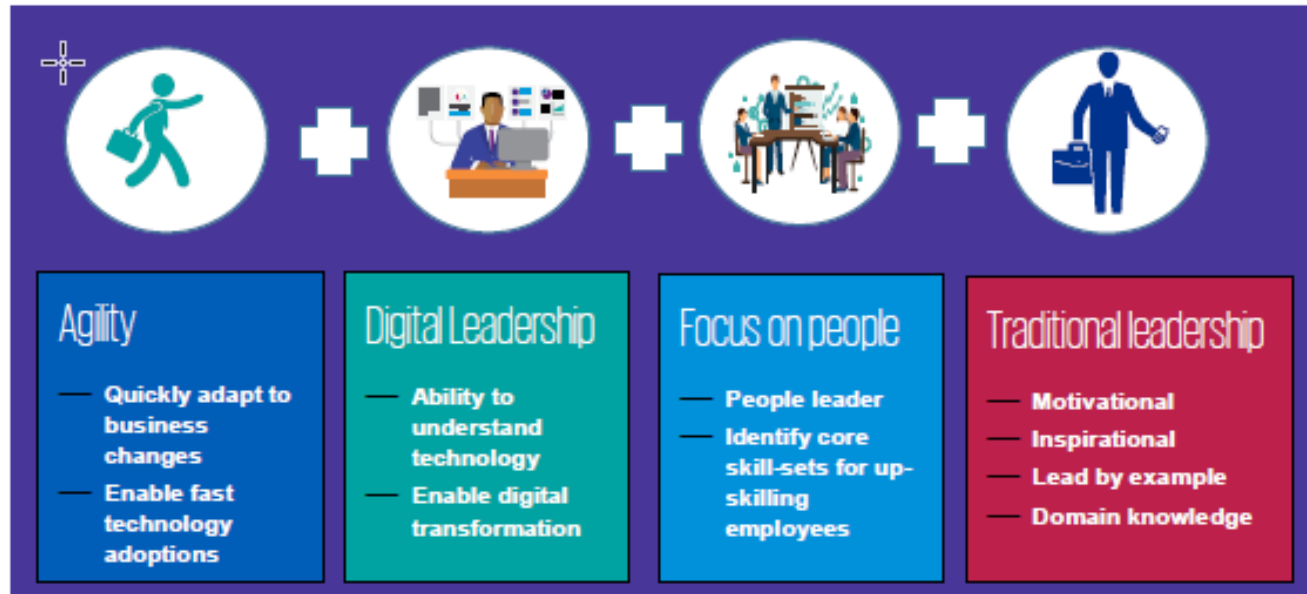 Agility
— Quickly adapt to
business
changes
— Enable fast
technology
adoptions
Digital Leadership
— Ability to
understand
technology
— Enable digital
transformation
Focus on people
— People leader
— Identify core
skill-sets for up-
skilling
employees
Traditional leadership
— Motivational
— Inspirational
— Lead by example
— Domain knowledge